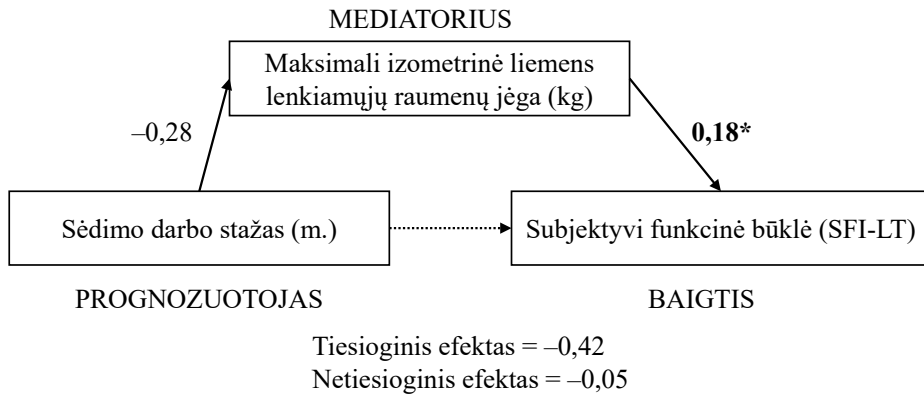 MEDIATORIUS
Maksimali izometrinė liemens
lenkiamųjų raumenų jėga (kg)
–0,28
0,18*
Sėdimo darbo stažas (m.)
Subjektyvi funkcinė būklė (SFI-LT)
PROGNOZUOTOJAS
BAIGTIS
Tiesioginis efektas = –0,42
Netiesioginis efektas = –0,05